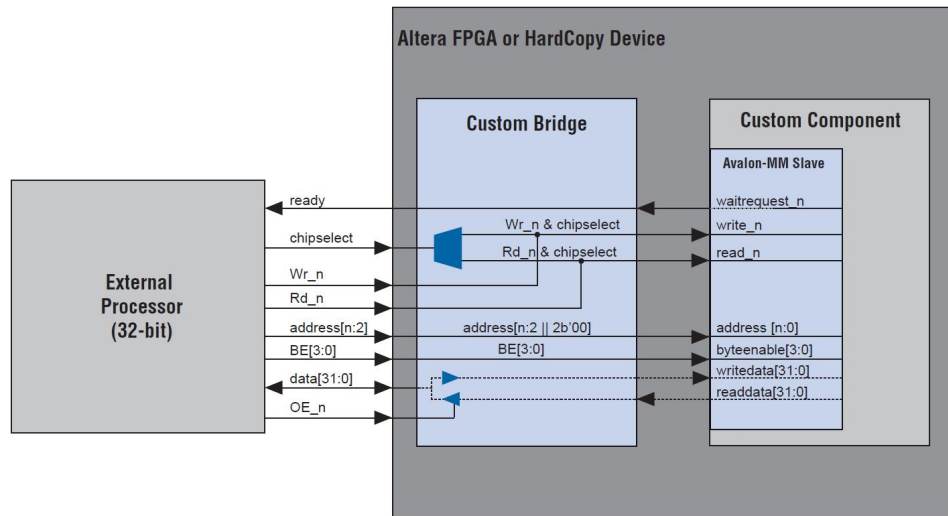 Altera FPGA or HardCopy Device
Custom Bridge
Custom Component
Avalon-MM Slave
External
Processor
(32-bit)
ready
waitrequest_n
Wr_n & chipselect
write_n
chipselect
Rd_n & chipselect
read_n
Wr_n
Rd_n
address[n:2]
address[n:2 || 2b'00]
address [n:0]
BE[3:0]
BE[3:0]
byteenable[3:0]
data[31:0]
writedata[31:0]
readdata[31:0]
OE_n